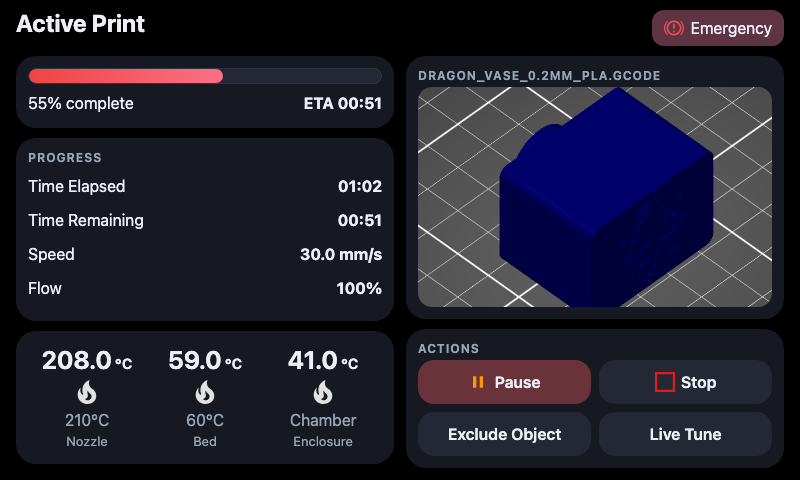 Active Print
Emergency
55% complete
ETA 00:51
PROGRESS
Time Elapsed 01:02
Time Remaining 00:51
Speed 30.0 mm/s
Flow 100%
208.0 °C 59.0 °C 41.0 °C
210°C 60°C Chamber
Nozzle Bed Enclosure
DRAGON_VASE_0.2MM_PLA.GCODE
ACTIONS
Pause Stop
Exclude Object Live Tune